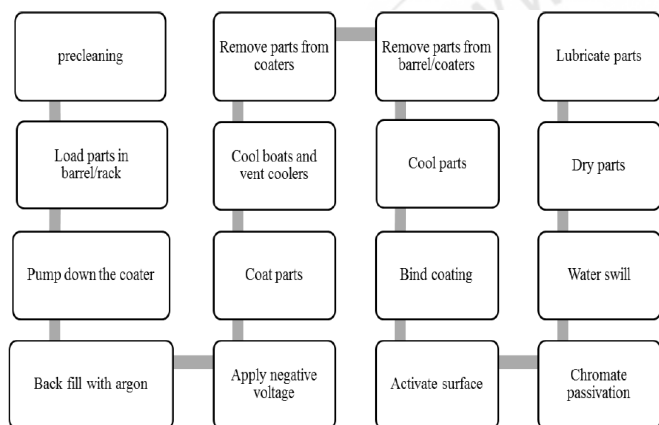 precleaning
Load parts in
barrel/rack
Pump down the coater
Back fill with argon
Apply negative
voltage
Coat parts
Cool boats and
vent coolers
Remove parts from
coaters
Remove parts from
barrel/coaters
Cool parts
Bind coating
Activate surface
Chromate
passivation
Water swill
Dry parts
Lubricate parts